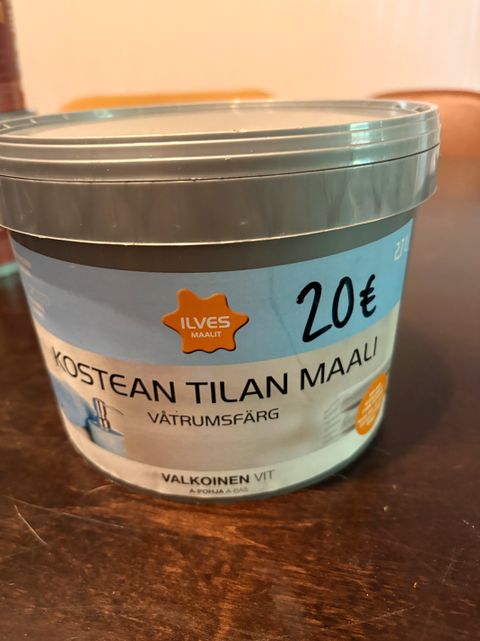 20€
ILVES
MAALIT
KOSTEAN TILAN MAALI
VÅTRUMSFÄRG
VALKOINEN VIT
A-POHJA A-BAS